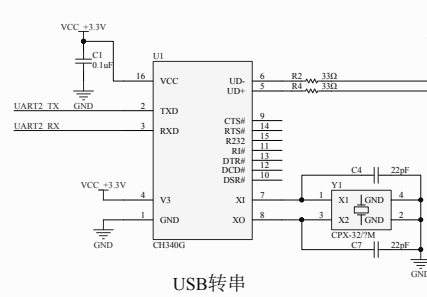 VCC_+3.3V
C1
0.1uF
GND
U1
16
VCC
UART2_TX
2
TXD
UART2_RX
3
RXD
VCC_+3.3V
4
V3
1
GND
GND
CH340G
UD- 6 R2 33Ω
UD+ 5 R4 33Ω
CTS# 9
RTS# 14
R232 15
RI# 11
DTR# 13
DCD# 12
DSR# 10
XI 7
XO 8
C4 22pF
Y1
1 X1 GND 4
3 X2 GND 2
CPX-32/?M
C7 22pF
GND
USB转串